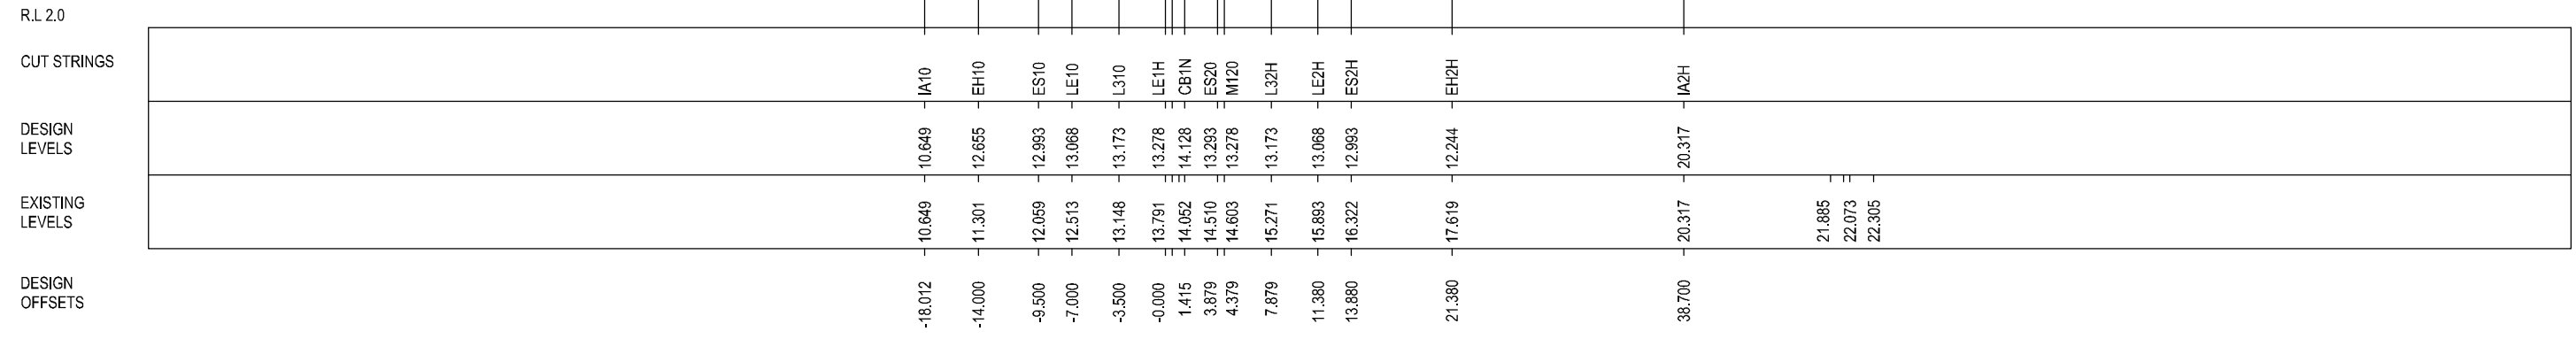 R.L 2.0
CUT STRINGS
IA10 EH10 ES10 LE10 L310 LE1H CB1N ES20 M120 L32H LE2H ES2H EH2H IA2H
DESIGN
LEVELS
10.649 12.655 12.993 13.068 13.173 13.278 14.128 13.293 13.278 13.173 13.068 12.993 12.244 20.317
EXISTING
LEVELS
10.649 11.301 12.059 12.513 13.148 13.791 14.052 14.510 14.603 15.271 15.893 16.322 17.619 20.317 21.885 22.073 22.305
DESIGN
OFFSETS
-18.012 -14.000 -9.500 -7.000 -3.500 -0.000 1.415 3.879 4.379 7.879 11.380 13.880 21.380 38.700